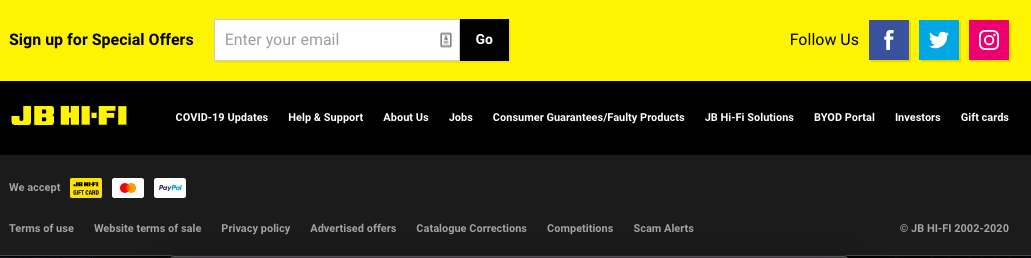 Sign up for Special Offers Enter your email Go Follow Us
JB HI-FI COVID-19 Updates Help & Support About Us Jobs Consumer Guarantees/Faulty Products JB Hi-Fi Solutions BYOD Portal Investors Gift cards
We accept JB HI-FI GIFT CARD PayPal
Terms of use Website terms of sale Privacy policy Advertised offers Catalogue Corrections Competitions Scam Alerts © JB HI-FI 2002-2020